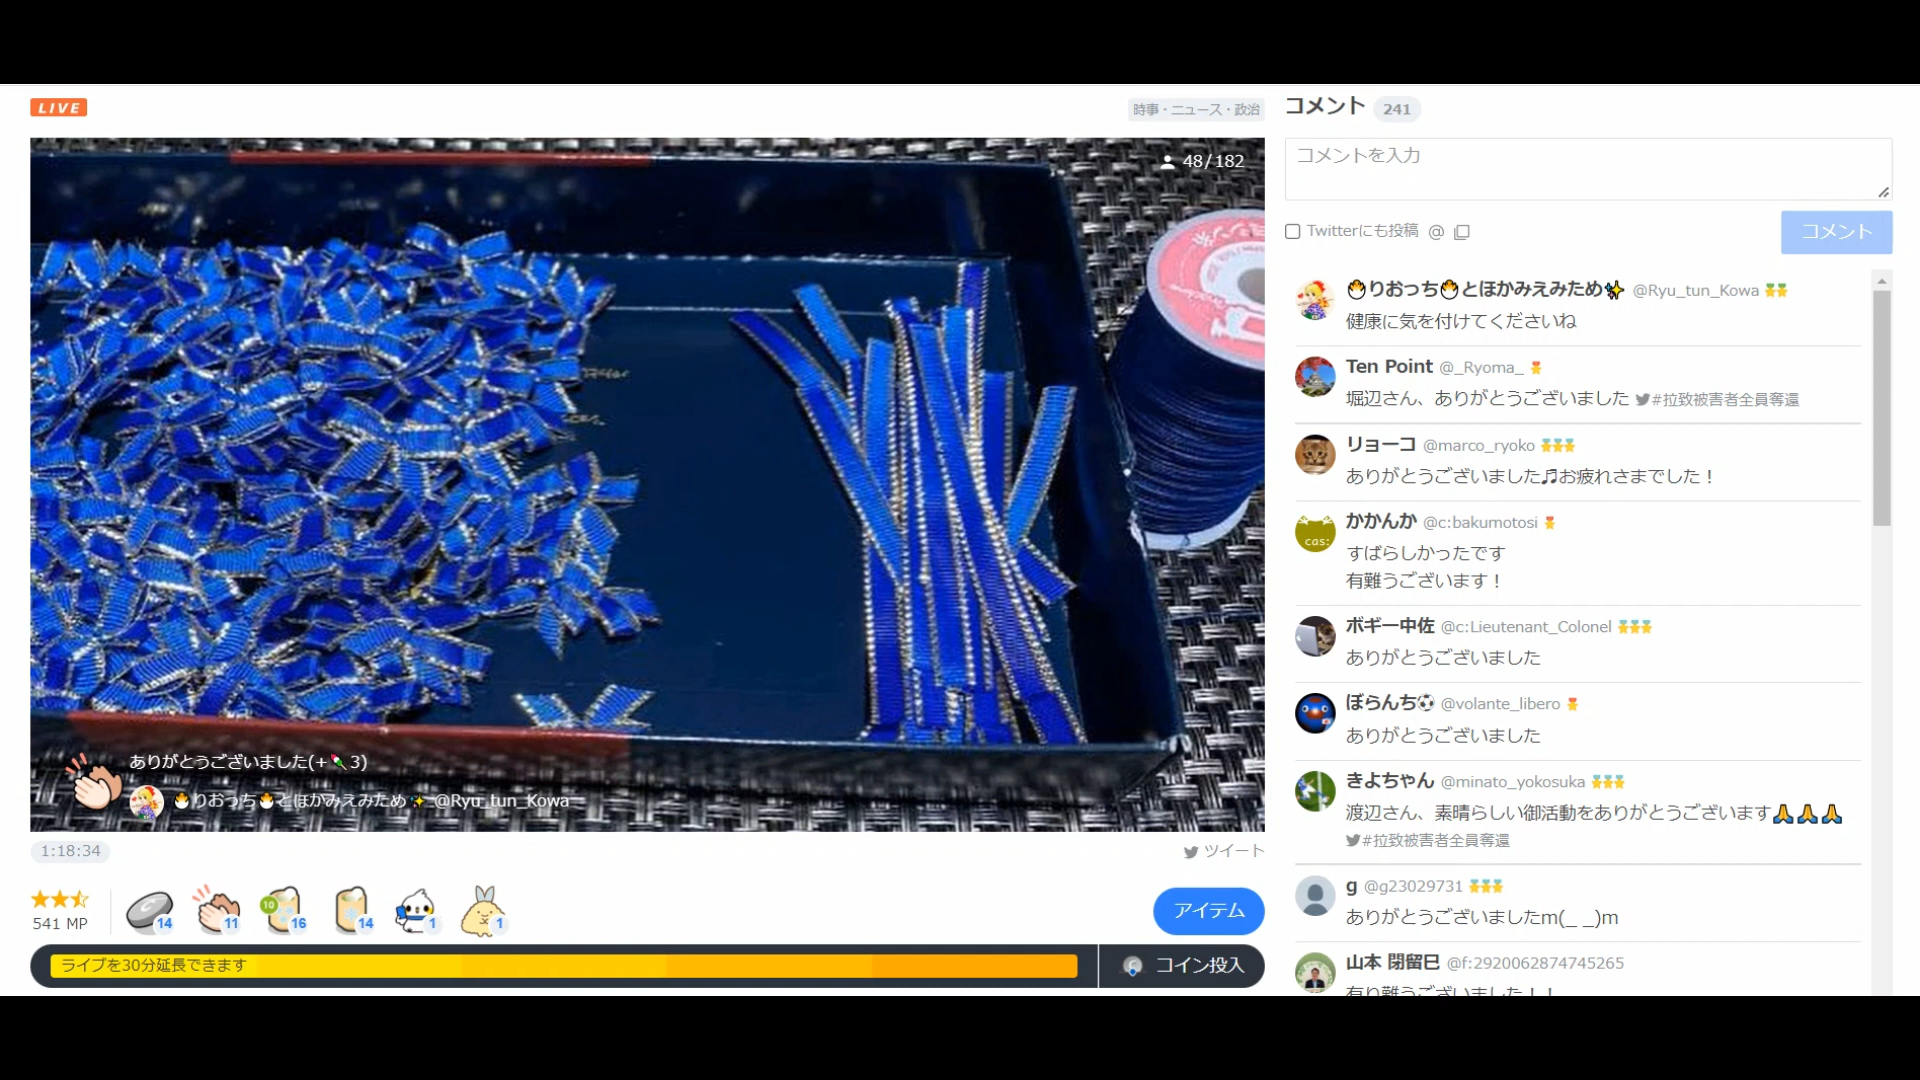 LIVE
時事・ニュース・政治
48/182
ありがとうございました(+3)
りおっち とほかみえみため @Ryu_tun_Kowa
1:18:34
ツイート
541 MP
14
11
10
16
14
1
1
アイテム
ライブを30分延長できます
コイン投入
コメント 241
コメントを入力
Twitterにも投稿 @
コメント
🐣りおっち🐣とほかみえみため✨ @Ryu_tun_Kowa
健康に気を付けてくださいね
Ten Point @_Ryoma_
堀辺さん、ありがとうございました #拉致被害者全員奪還
リョーコ @marco_ryoko
ありがとうございました🎵お疲れさまでした！
かかんか @c:bakumotosi
cas:
すばらしかったです
有難うございます！
ボギー中佐 @c:Lieutenant_Colonel
ありがとうございました
ぼらんち⚽ @volante_libero
ありがとうございました
きよちゃん @minato_yokosuka
渡辺さん、素晴らしい御活動をありがとうございます🙏🙏🙏
#拉致被害者全員奪還
g @g23029731
ありがとうございましたm(_ _)m
山本 閉留巳 @f:2920062874745265
有り難うございました！！